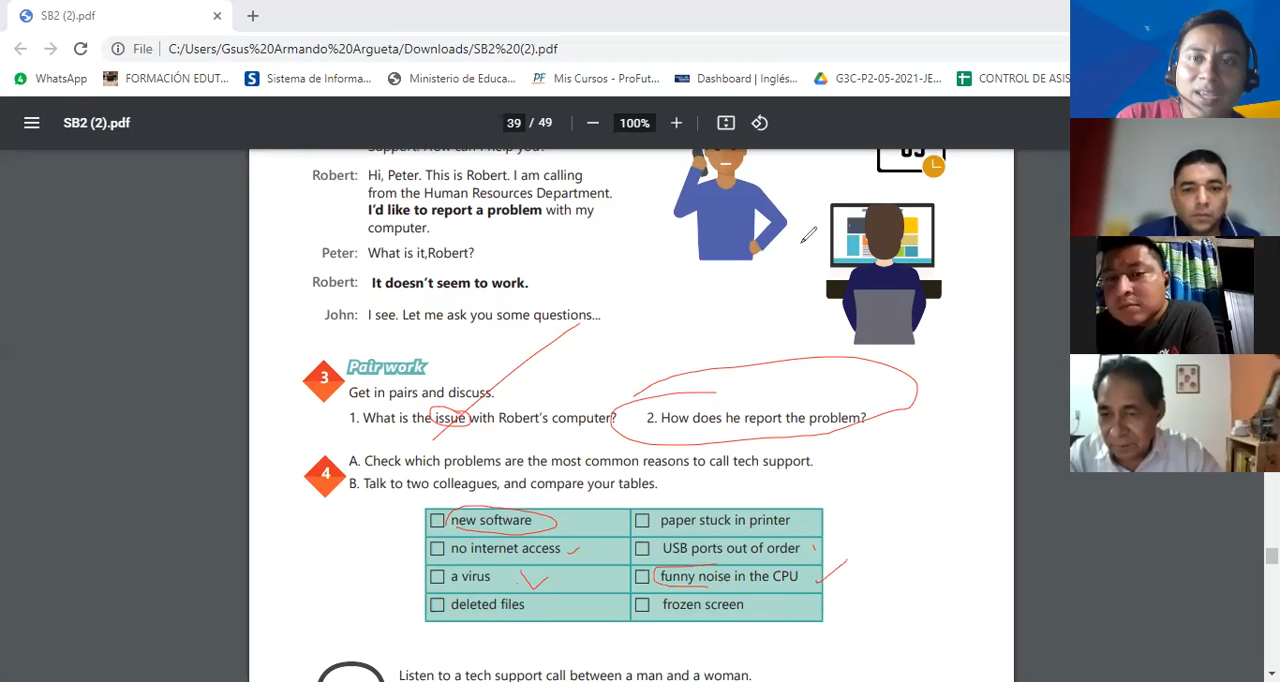 SB2 (2).pdf
File C:/Users/Gsus%20Armando%20Argueta/Downloads/SB2%20(2).pdf
WhatsApp FORMACIÓN EDUT... Sistema de Informa... Ministerio de Educa... Mis Cursos - ProFut... Dashboard | Inglés... G3C-P2-05-2021-JE... CONTROL DE ASIS
SB2 (2).pdf 39 / 49 100%
Support. How can I help you?
Robert: Hi, Peter. This is Robert. I am calling
from the Human Resources Department.
I'd like to report a problem with my
computer.
Peter: What is it,Robert?
Robert: It doesn't seem to work.
John: I see. Let me ask you some questions...
3 Pair work
Get in pairs and discuss.
1. What is the issue with Robert's computer? 2. How does he report the problem?
4 A. Check which problems are the most common reasons to call tech support.
B. Talk to two colleagues, and compare your tables.
new software paper stuck in printer
no internet access USB ports out of order
a virus funny noise in the CPU
deleted files frozen screen
Listen to a tech support call between a man and a woman.